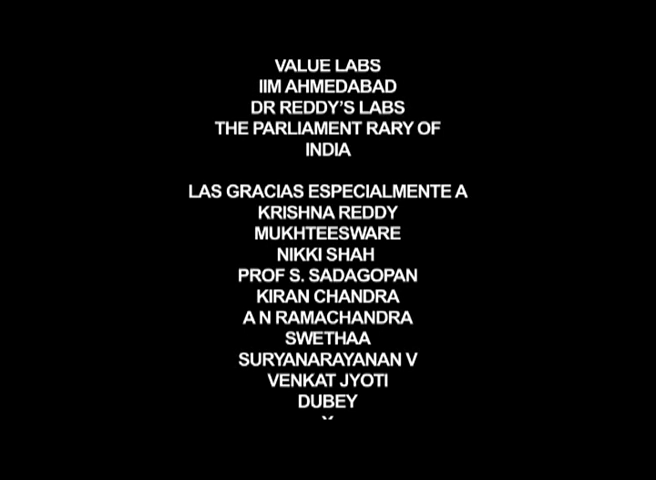 VALUE LABS
IIM AHMEDABAD
DR REDDY'S LABS
THE PARLIAMENT RARY OF
INDIA
LAS GRACIAS ESPECIALMENTE A
KRISHNA REDDY
MUKHTEESWARE
NIKKI SHAH
PROF S. SADAGOPAN
KIRAN CHANDRA
A N RAMACHANDRA
SWETHAA
SURYANARAYANAN V
VENKAT JYOTI
DUBEY